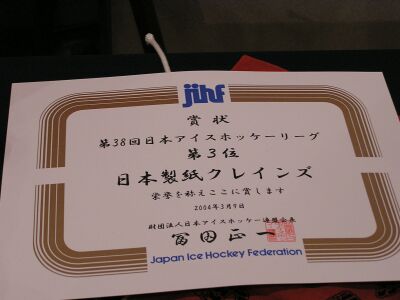 jihf
賞状
第38回日本アイスホッケーリーグ
第3位
日本製紙クレインズ
栄誉を称えここに賞します
2004年3月9日
財団法人日本アイスホッケー連盟会長
冨田正一
Japan Ice Hockey Federation